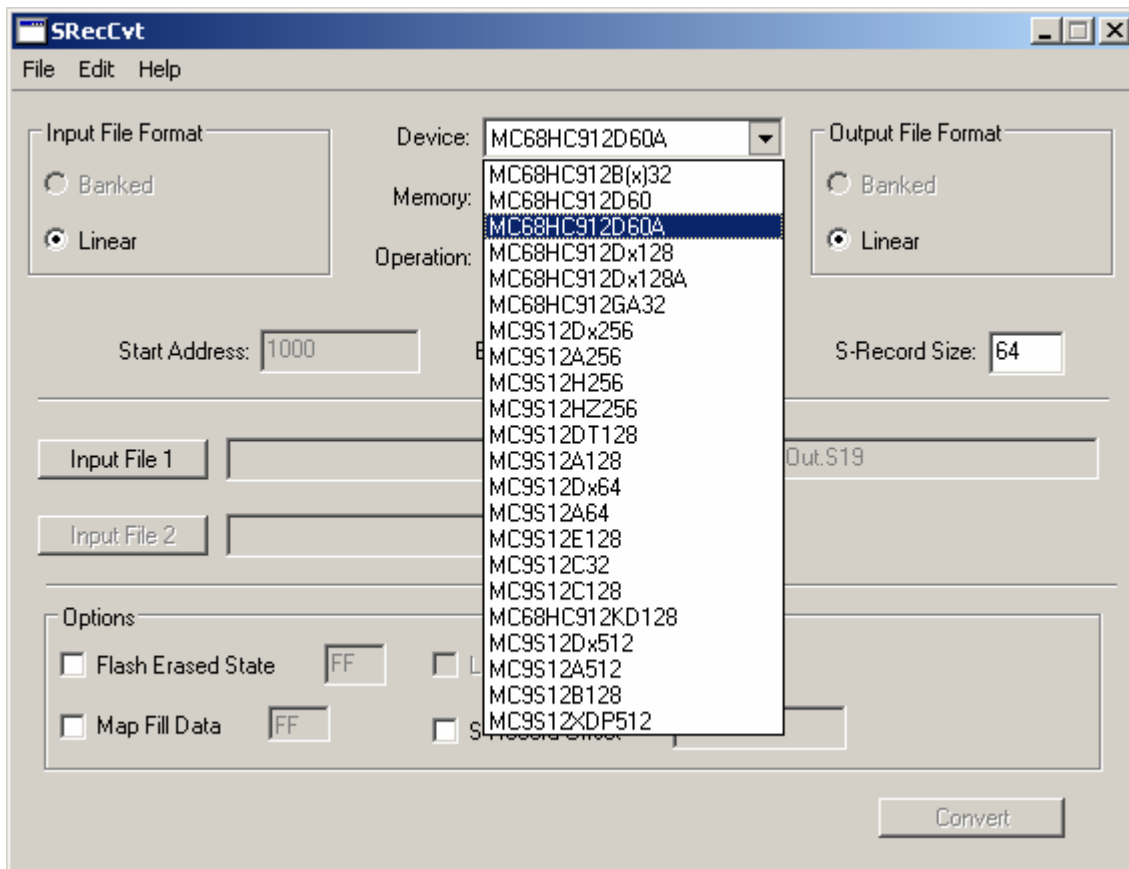 SRecCvt
File Edit Help
Input File Format
Banked
Linear
Device: MC68HC912D60A
Memory:
Operation:
MC68HC912B(x)32
MC68HC912D60
MC68HC912D60A
MC68HC912Dx128
MC68HC912Dx128A
MC68HC912GA32
MC9S12Dx256
MC9S12A256
MC9S12H256
MC9S12HZ256
MC9S12DT128
MC9S12A128
MC9S12Dx64
MC9S12A64
MC9S12E128
MC9S12C32
MC9S12C128
MC68HC912KD128
MC9S12Dx512
MC9S12A512
MC9S12B128
MC9S12XDP512
Output File Format
Banked
Linear
Start Address: 1000
S-Record Size: 64
Input File 1
Out.S19
Input File 2
Options
Flash Erased State FF
Map Fill Data FF
Convert